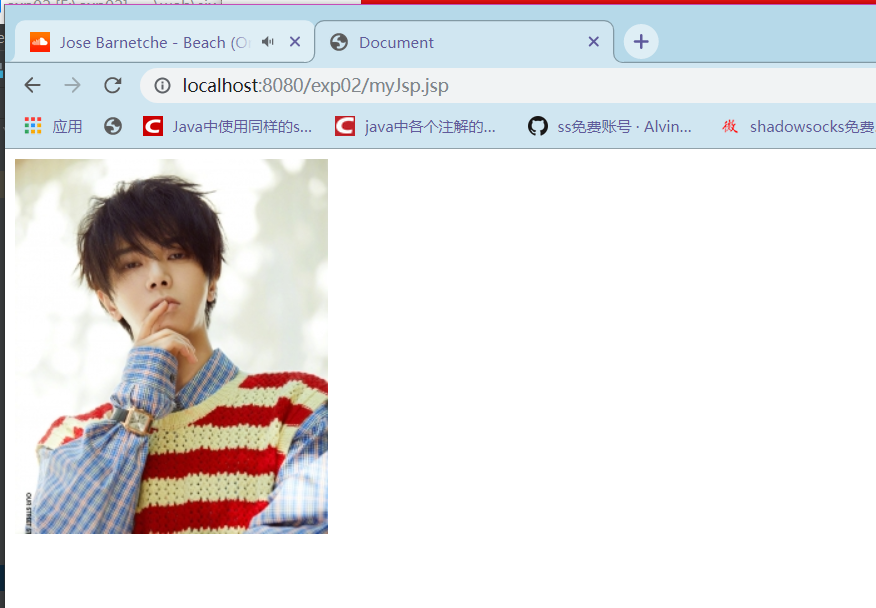 Jose Barnetche - Beach (O
Document
localhost:8080/exp02/myJsp.jsp
应用
Java中使用同样的s...
java中各个注解的...
ss免费账号 · Alvin...
微 shadowsocks免费